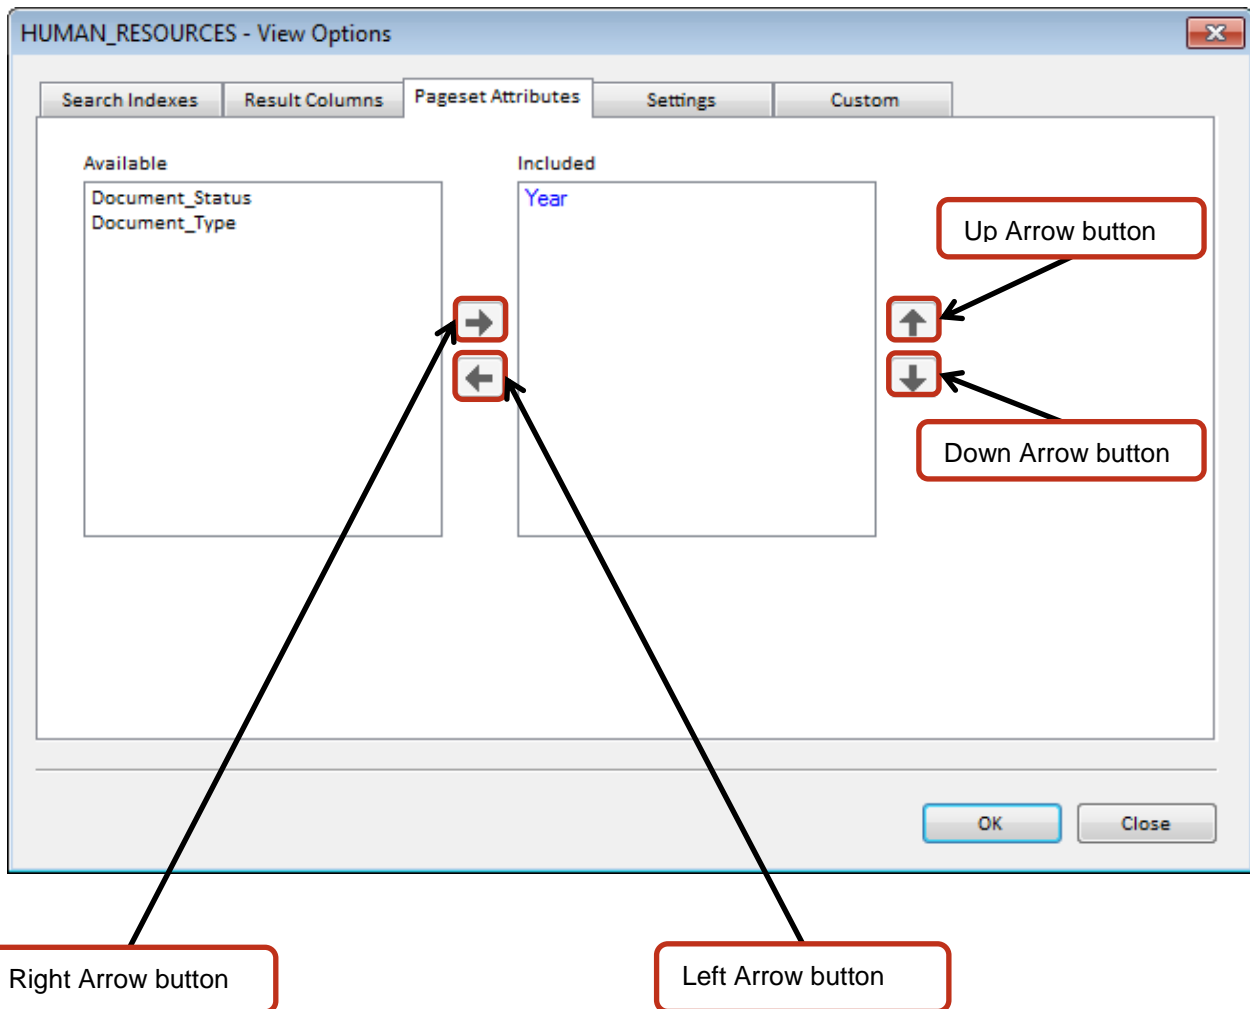 HUMAN_RESOURCES - View Options
Search Indexes
Result Columns
Pageset Attributes
Settings
Custom
Available
Included
Document_Status
Document_Type
Year
Up Arrow button
Down Arrow button
OK
Close
Right Arrow button
Left Arrow button